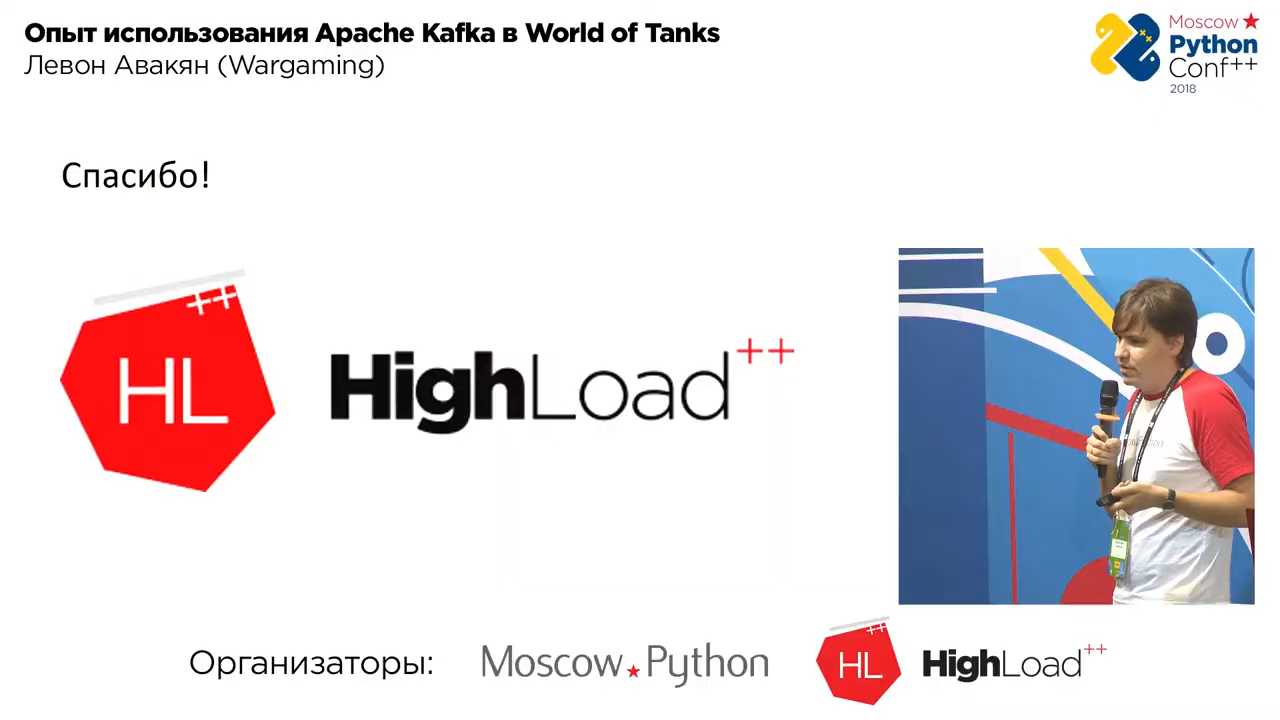 Опыт использования Apache Kafka в World of Tanks
Левон Авакян (Wargaming)
Moscow
Python
Conf++
2018
Спасибо!
++
HL
HighLoad++
Организаторы:
Moscow Python
++
HL
HighLoad++